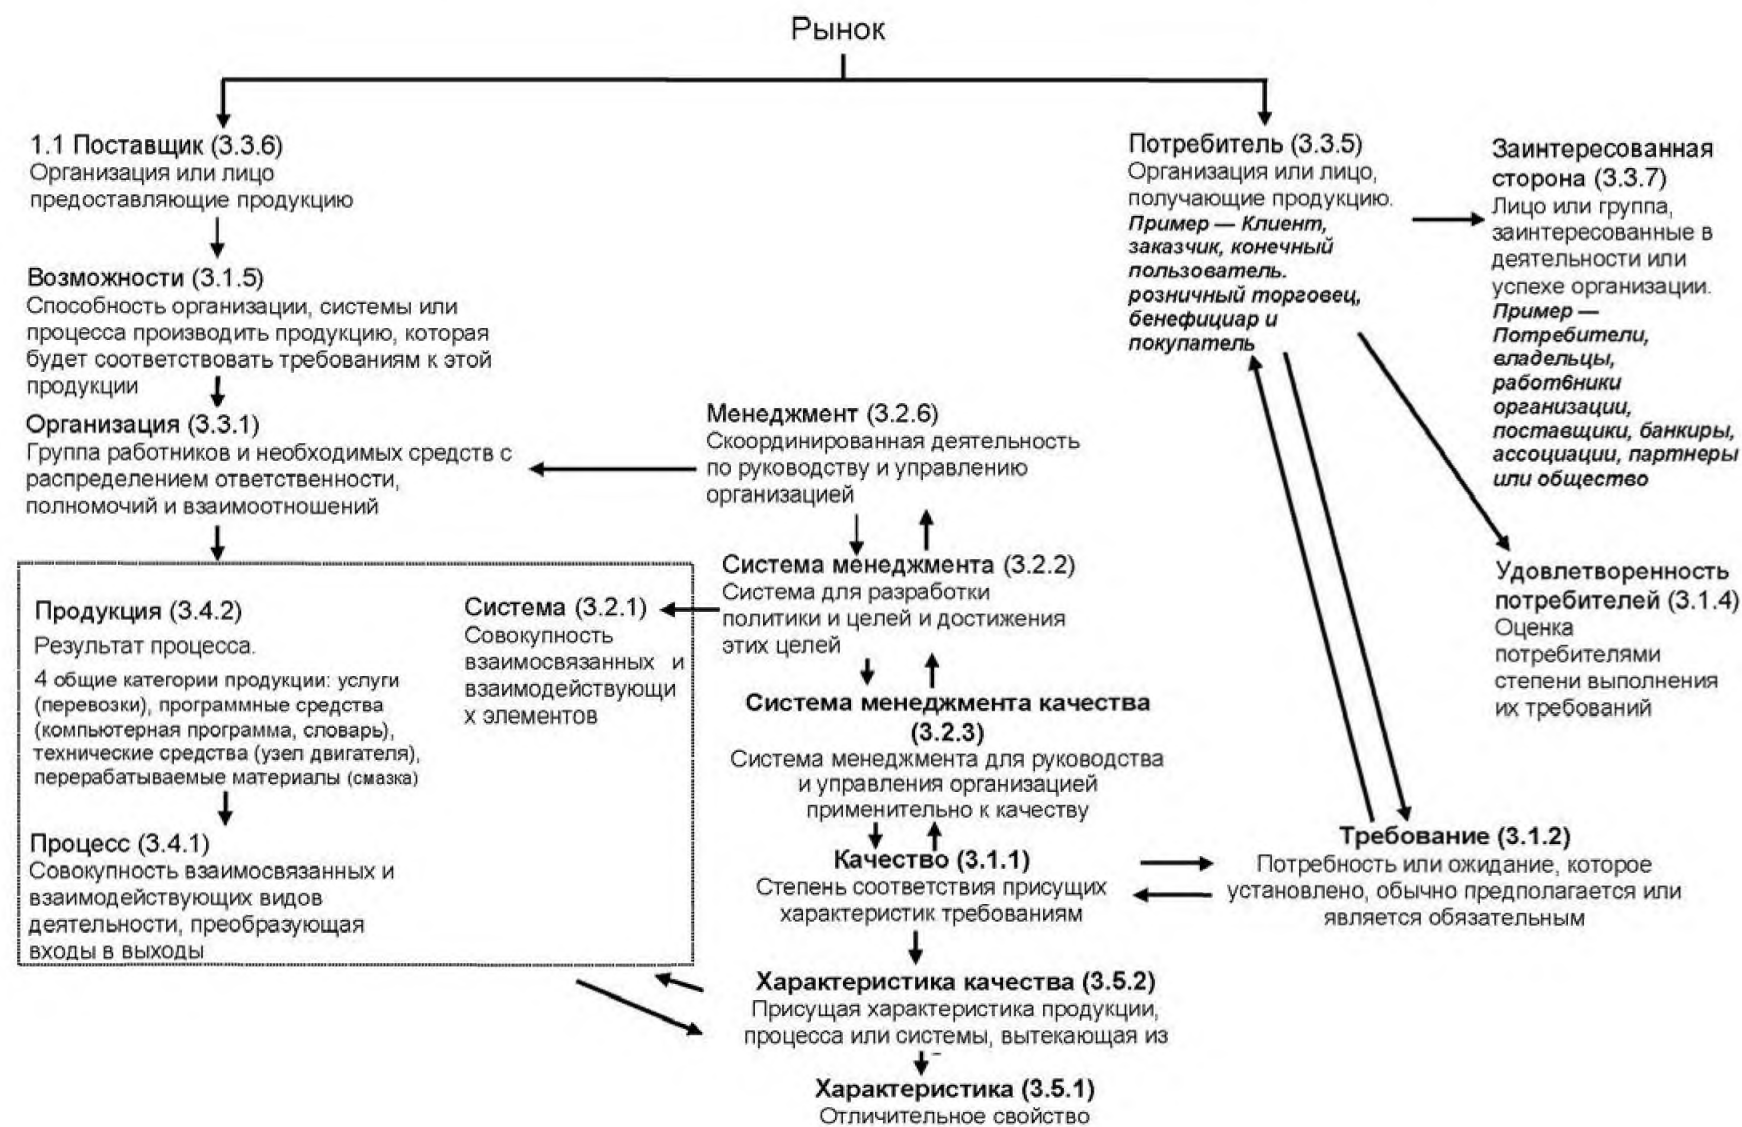 Рынок
1.1 Поставщик (3.3.6)
Организация или лицо
предоставляющие продукцию
Возможности (3.1.5)
Способность организации, системы или
процесса производить продукцию, которая
будет соответствовать требованиям к этой
продукции
Организация (3.3.1)
Группа работников и необходимых средств с
распределением ответственности,
полномочий и взаимоотношений
Продукция (3.4.2)
Результат процесса.
4 общие категории продукции: услуги
(перевозки), программные средства
(компьютерная программа, словарь),
технические средства (узел двигателя),
перерабатываемые материалы (смазка)
Процесс (3.4.1)
Совокупность взаимосвязанных и
взаимодействующих видов
деятельности, преобразующая
входы в выходы
Система (3.2.1)
Совокупность
взаимосвязанных и
взаимодействующи
х элементов
Менеджмент (3.2.6)
Скоординированная деятельность
по руководству и управлению
организацией
Система менеджмента (3.2.2)
Система для разработки
политики и целей и достижения
этих целей
Система менеджмента качества
(3.2.3)
Система менеджмента для руководства
и управления организацией
применительно к качеству
Качество (3.1.1)
Степень соответствия присущих
характеристик требованиям
Характеристика качества (3.5.2)
Присущая характеристика продукции,
процесса или системы, вытекающая из
Характеристика (3.5.1)
Отличительное свойство
Потребитель (3.3.5)
Организация или лицо,
получающие продукцию.
Пример — Клиент,
заказчик, конечный
пользователь.
розничный торговец,
бенефициар и
покупатель
Заинтересованная
сторона (3.3.7)
Лицо или группа,
заинтересованные в
деятельности или
успехе организации.
Пример —
Потребители,
владельцы,
работ6ники
организации,
поставщики, банкиры,
ассоциации, партнеры
или общество
Удовлетворенность
потребителей (3.1.4)
Оценка
потребителями
степени выполнения
их требований
Требование (3.1.2)
Потребность или ожидание, которое
установлено, обычно предполагается или
является обязательным